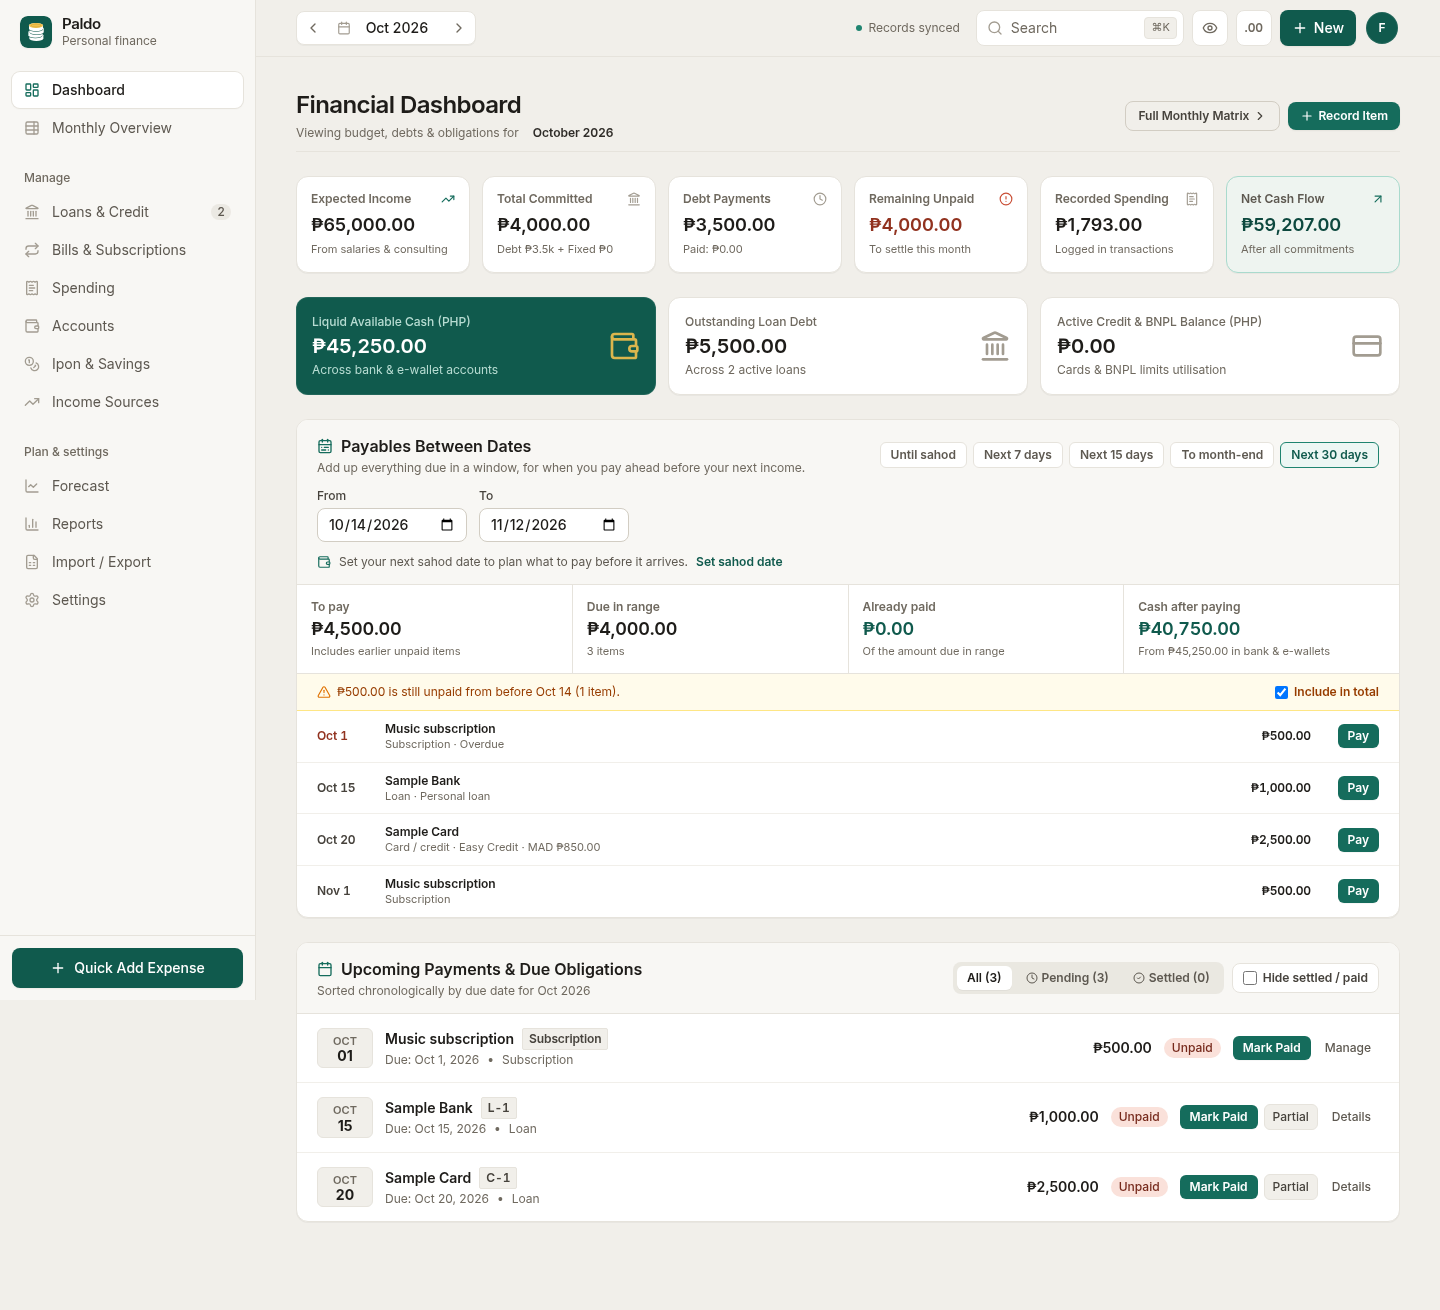 Paldo
Personal finance
Dashboard
Monthly Overview
Manage
Loans & Credit 2
Bills & Subscriptions
Spending
Accounts
Ipon & Savings
Income Sources
Plan & settings
Forecast
Reports
Import / Export
Settings
Quick Add Expense
Oct 2026
Records synced
Search ⌘K
.00
New
F
Financial Dashboard
Viewing budget, debts & obligations for October 2026
Full Monthly Matrix
Record Item
Expected Income
₱65,000.00
From salaries & consulting
Total Committed
₱4,000.00
Debt ₱3.5k + Fixed ₱0
Debt Payments
₱3,500.00
Paid: ₱0.00
Remaining Unpaid
₱4,000.00
To settle this month
Recorded Spending
₱1,793.00
Logged in transactions
Net Cash Flow
₱59,207.00
After all commitments
Liquid Available Cash (PHP)
₱45,250.00
Across bank & e-wallet accounts
Outstanding Loan Debt
₱5,500.00
Across 2 active loans
Active Credit & BNPL Balance (PHP)
₱0.00
Cards & BNPL limits utilisation
Payables Between Dates
Add up everything due in a window, for when you pay ahead before your next income.
Until sahod
Next 7 days
Next 15 days
To month-end
Next 30 days
From
10/14/2026
To
11/12/2026
Set your next sahod date to plan what to pay before it arrives. Set sahod date
To pay
₱4,500.00
Includes earlier unpaid items
Due in range
₱4,000.00
3 items
Already paid
₱0.00
Of the amount due in range
Cash after paying
₱40,750.00
From ₱45,250.00 in bank & e-wallets
₱500.00 is still unpaid from before Oct 14 (1 item).
Include in total
Oct 1
Music subscription
Subscription · Overdue
₱500.00
Pay
Oct 15
Sample Bank
Loan · Personal loan
₱1,000.00
Pay
Oct 20
Sample Card
Card / credit · Easy Credit · MAD ₱850.00
₱2,500.00
Pay
Nov 1
Music subscription
Subscription
₱500.00
Pay
Upcoming Payments & Due Obligations
Sorted chronologically by due date for Oct 2026
All (3)
Pending (3)
Settled (0)
Hide settled / paid
OCT
01
Music subscription Subscription
Due: Oct 1, 2026 • Subscription
₱500.00 Unpaid Mark Paid Manage
OCT
15
Sample Bank L-1
Due: Oct 15, 2026 • Loan
₱1,000.00 Unpaid Mark Paid Partial Details
OCT
20
Sample Card C-1
Due: Oct 20, 2026 • Loan
₱2,500.00 Unpaid Mark Paid Partial Details